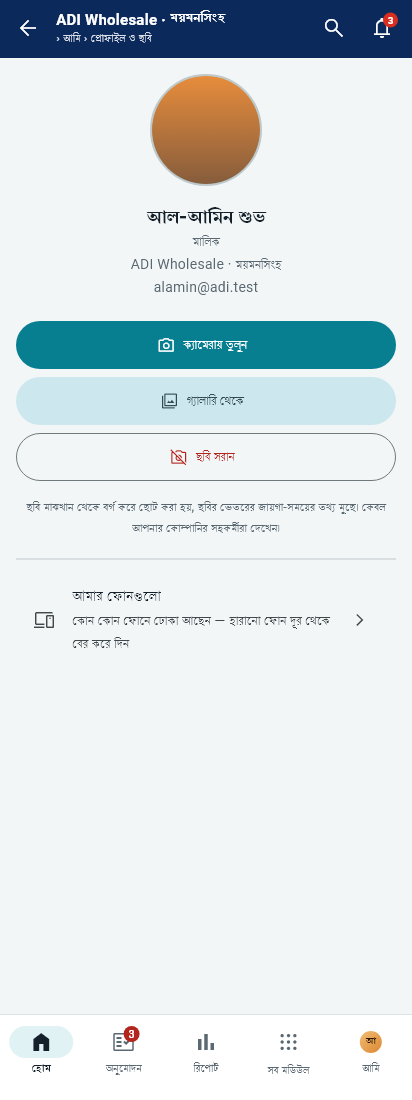 ADI Wholesale · ময়মনসিংহ
› আমি › প্রোফাইল ও ছবি
3
আল-আমিন শুভ
মালিক
ADI Wholesale · ময়মনসিংহ
alamin@adi.test
ক্যামেরায় তুলুন
গ্যালারি থেকে
ছবি সরান
ছবি মাঝখান থেকে বর্গ করে ছোট করা হয়, ছবির ভেতরের জায়গা-সময়ের তথ্য মুছে। কেবল
আপনার কোম্পানির সহকর্মীরা দেখেন।
আমার ফোনগুলো
কোন কোন ফোনে ঢোকা আছেন — হারানো ফোন দূর থেকে
বের করে দিন
3
আ
হোম
অনুমোদন
রিপোর্ট
সব মডিউল
আমি